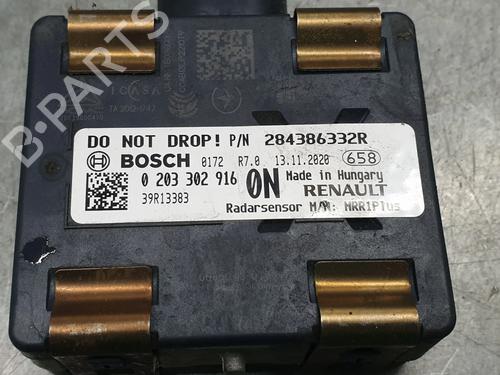 ICASA
DO NOT DROP! P/N 284386332R
BOSCH 0172 R7.0 13.11.2020 658
0 203 302 916 ON Made in Hungary
39R13383 RENAULT
Radarsensor M/N: MRR1Plus
B-PARTS